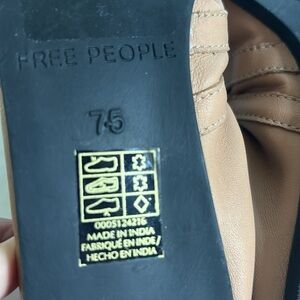 FREE PEOPLE
7.5
0005124216
MADE IN INDIA
FABRIQUÉ EN INDE/
HECHO EN INDIA